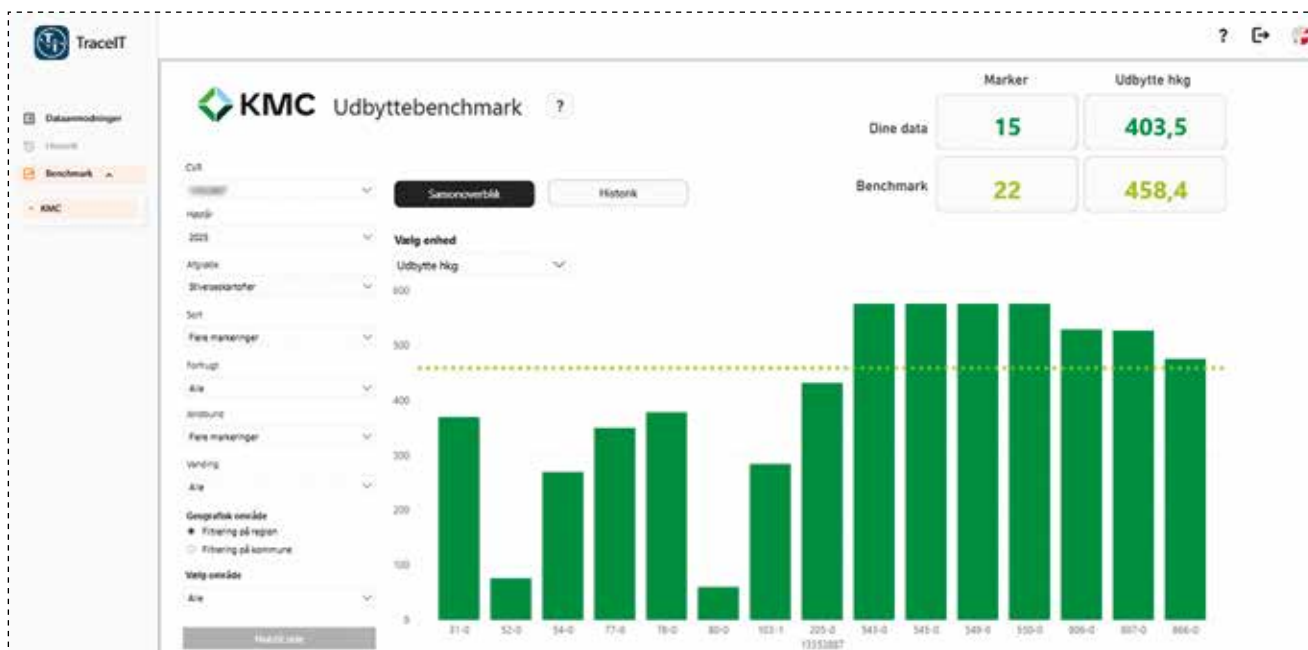 TraceIT
?
Dataanmodninger
Historik
Benchmark
KMC
KMC Udbyttebenchmark ?
Marker
Udbytte hkg
Dine data
15
403,5
Benchmark
22
458,4
CVR
Høstår
2025
Afgrøde
Stivelseskartofler
Sort
Flere markeringer
Forfrugt
Alle
Jordbund
Flere markeringer
Vanding
Alle
Geografisk område
Filtrering på region
Filtrering på kommune
Vælg område
Alle
Nulstil alle
Sæsonoverblik
Historik
Vælg enhed
Udbytte hkg
600
500
400
300
200
100
0
31-0
52-0
54-0
77-0
78-0
80-0
103-1
205-0
543-0
545-0
549-0
550-0
806-0
807-0
866-0